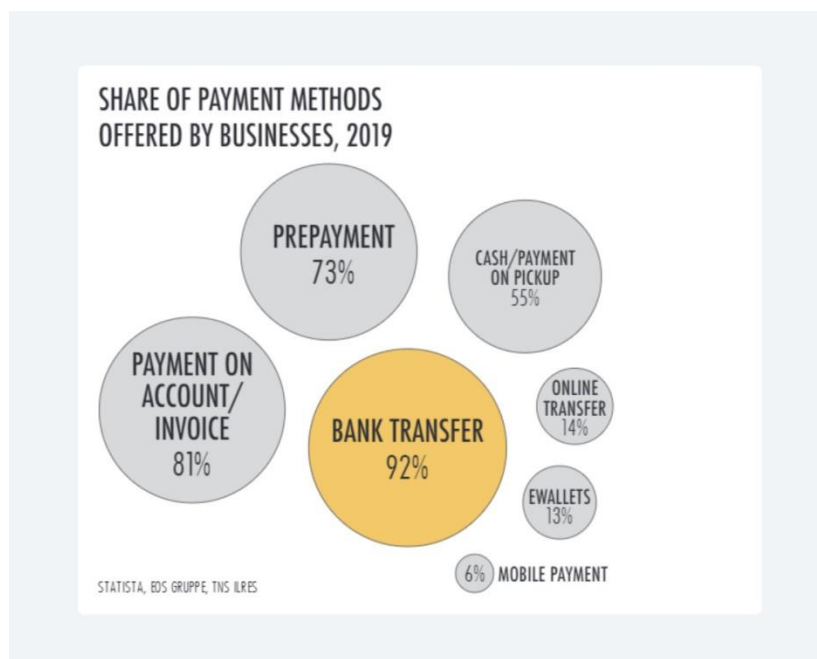 SHARE OF PAYMENT METHODS
OFFERED BY BUSINESSES, 2019
PREPAYMENT
73%
CASH/PAYMENT
ON PICKUP
55%
PAYMENT ON
ACCOUNT/
INVOICE
81%
BANK TRANSFER
92%
ONLINE
TRANSFER
14%
EWALLETS
13%
6% MOBILE PAYMENT
STATISTA, EOS GRUPPE, TNS ILRES